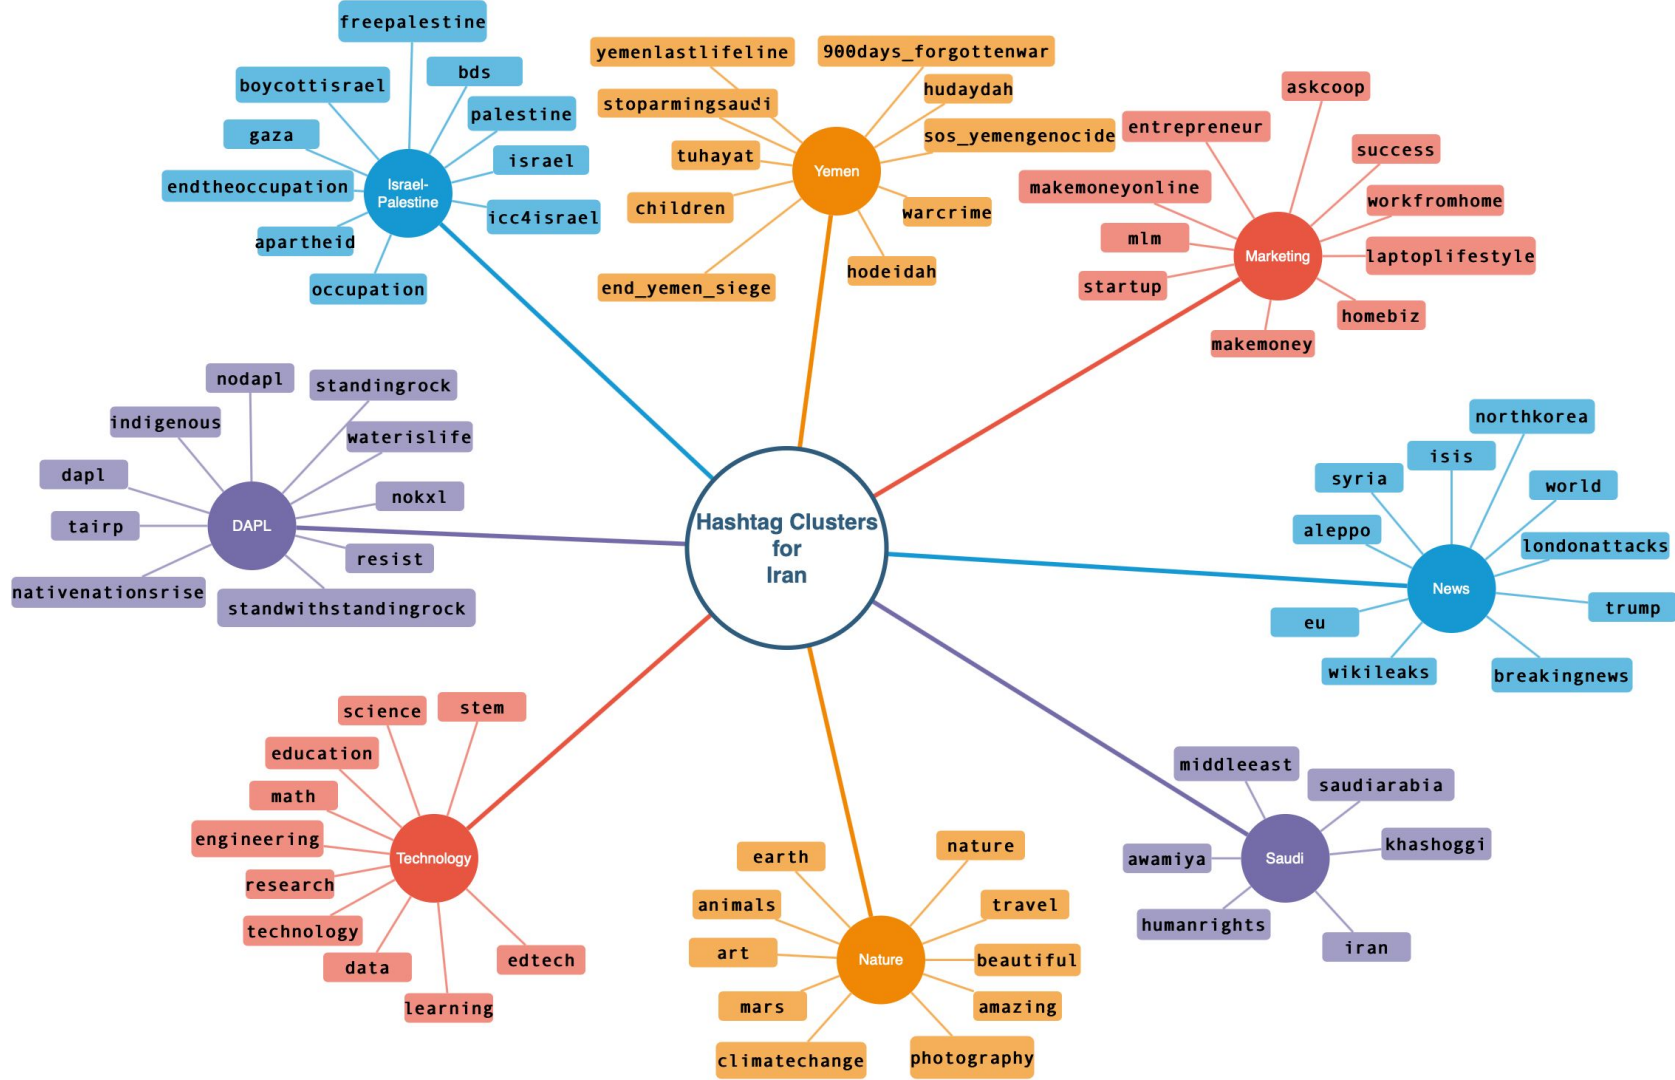 freepalestine
boycottisrael
bds
gaza
palestine
israel
endtheoccupation
icc4israel
apartheid
occupation
Israel-
Palestine
yemenlastlifeline
900days_forgottenwar
stoparmingsaudi
hudaydah
tuhayat
sos_yemengenocide
children
warcrime
end_yemen_siege
hodeidah
Yemen
askcoop
entrepreneur
success
makemoneyonline
workfromhome
mlm
laptoplifestyle
startup
homebiz
makemoney
Marketing
nodapl
standingrock
indigenous
waterislife
dapl
nokxl
tairp
resist
nativenationsrise
standwithstandingrock
DAPL
Hashtag Clusters
for
Iran
northkorea
isis
syria
world
aleppo
londonattacks
eu
trump
wikileaks
breakingnews
News
science
stem
education
math
engineering
research
technology
data
edtech
learning
Technology
earth
nature
animals
travel
art
beautiful
mars
amazing
climatechange
photography
Nature
middleeast
saudiarabia
awamiya
khashoggi
humanrights
iran
Saudi